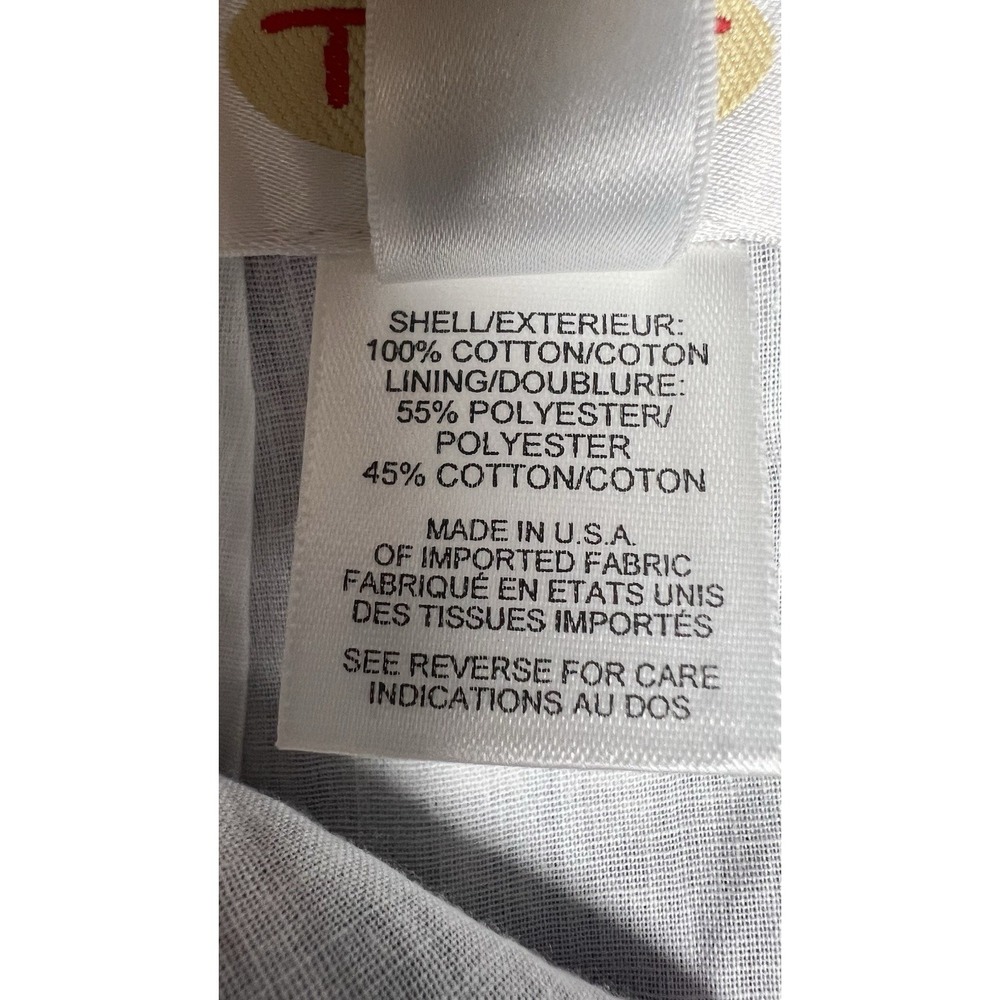 SHELL/EXTERIEUR:
100% COTTON/COTON
LINING/DOUBLURE:
55% POLYESTER/
POLYESTER
45% COTTON/COTON
MADE IN U.S.A.
OF IMPORTED FABRIC
FABRIQUÉ EN ETATS UNIS
DES TISSUES IMPORTÉS
SEE REVERSE FOR CARE
INDICATIONS AU DOS